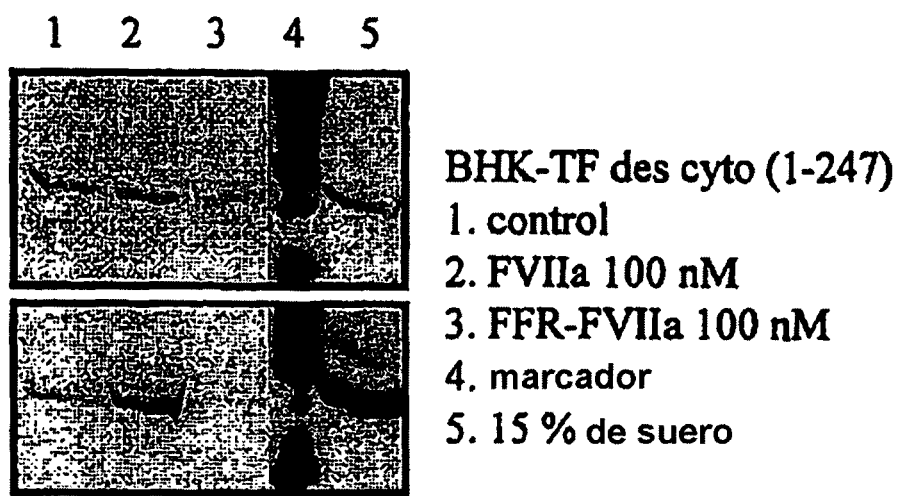 1 2 3 4 5
BHK-TF des cyto (1-247)
1. control
2. FVIIa 100 nM
3. FFR-FVIIa 100 nM
4. marcador
5. 15 % de suero